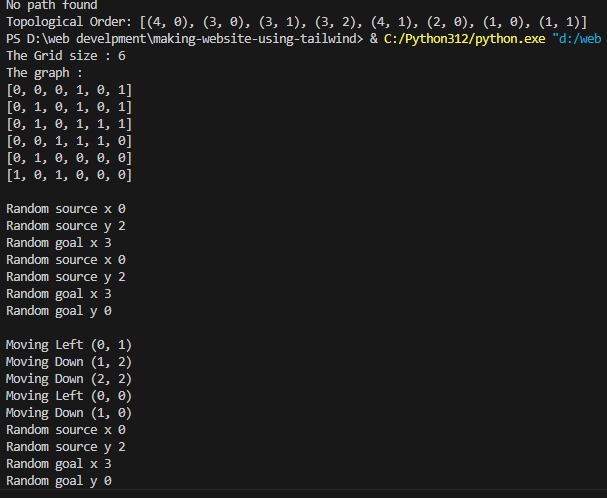 No path found
Topological Order: [(4, 0), (3, 0), (3, 1), (3, 2), (4, 1), (2, 0), (1, 0), (1, 1)]
PS D:\web develpment\making-website-using-tailwind> & C:/Python312/python.exe "d:/web
The Grid size : 6
The graph :
[0, 0, 0, 1, 0, 1]
[0, 1, 0, 1, 0, 1]
[0, 1, 0, 1, 1, 1]
[0, 0, 1, 1, 1, 0]
[0, 1, 0, 0, 0, 0]
[1, 0, 1, 0, 0, 0]
Random source x 0
Random source y 2
Random goal x 3
Random source x 0
Random source y 2
Random goal x 3
Random goal y 0
Moving Left (0, 1)
Moving Down (1, 2)
Moving Down (2, 2)
Moving Left (0, 0)
Moving Down (1, 0)
Random source x 0
Random source y 2
Random goal x 3
Random goal y 0